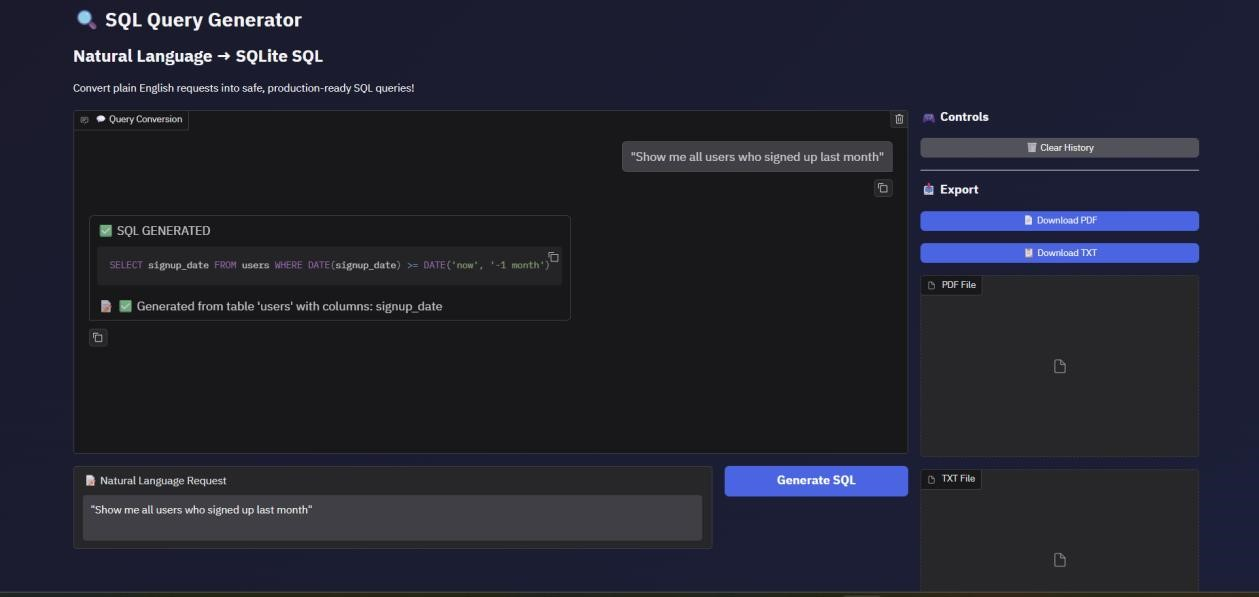 SQL Query Generator
Natural Language → SQLite SQL
Convert plain English requests into safe, production-ready SQL queries!
Query Conversion
"Show me all users who signed up last month"
SQL GENERATED
SELECT signup_date FROM users WHERE DATE(signup_date) >= DATE('now', '-1 month')
Generated from table 'users' with columns: signup_date
Natural Language Request
"Show me all users who signed up last month"
Generate SQL
Controls
Clear History
Export
Download PDF
Download TXT
PDF File
TXT File